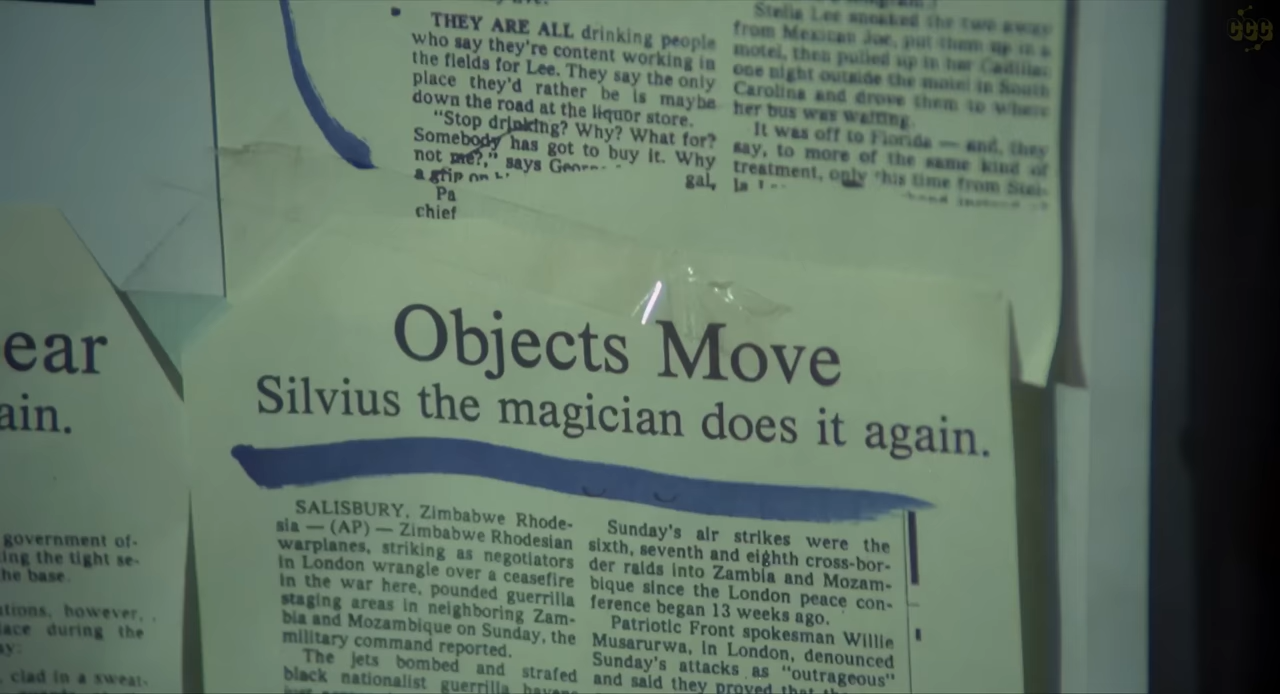 THEY ARE ALL drinking people
who say they're content working in
the fields for Lee. They say the only
place they'd rather be is maybe
down the road at the liquor store.
"Stop drinking? Why? What for?
Somebody has got to buy it. Why
not me?," says
a grip on
gal,
Pa
chief
Stella Lee sneaked the two away
from Mexican Joe, put them up in a
motel, then pulled up in her Cadillac
one night outside the motel in South
Carolina and drove them to where
her bus was waiting.
It was off to Florida — and, they
say, to more of the same kind of
treatment, only this time from Stel-
la
ear
ain.
government of-
ing the tight se-
he base.
ations, however,
lace during the
ay:
clad in a sweat-
Objects Move
Silvius the magician does it again.
SALISBURY, Zimbabwe Rhode-
sia — (AP) — Zimbabwe Rhodesian
warplanes, striking as negotiators
in London wrangle over a ceasefire
in the war here, pounded guerrilla
staging areas in neighboring Zam-
bia and Mozambique on Sunday, the
military command reported.
The jets bombed and strafed
black nationalist guerrilla havens
Sunday's air strikes were the
sixth, seventh and eighth cross-bor-
der raids into Zambia and Mozam-
bique since the London peace con-
ference began 13 weeks ago.
Patriotic Front spokesman Willie
Musarurwa, in London, denounced
Sunday's attacks as "outrageous"
and said they proved that the
CCC